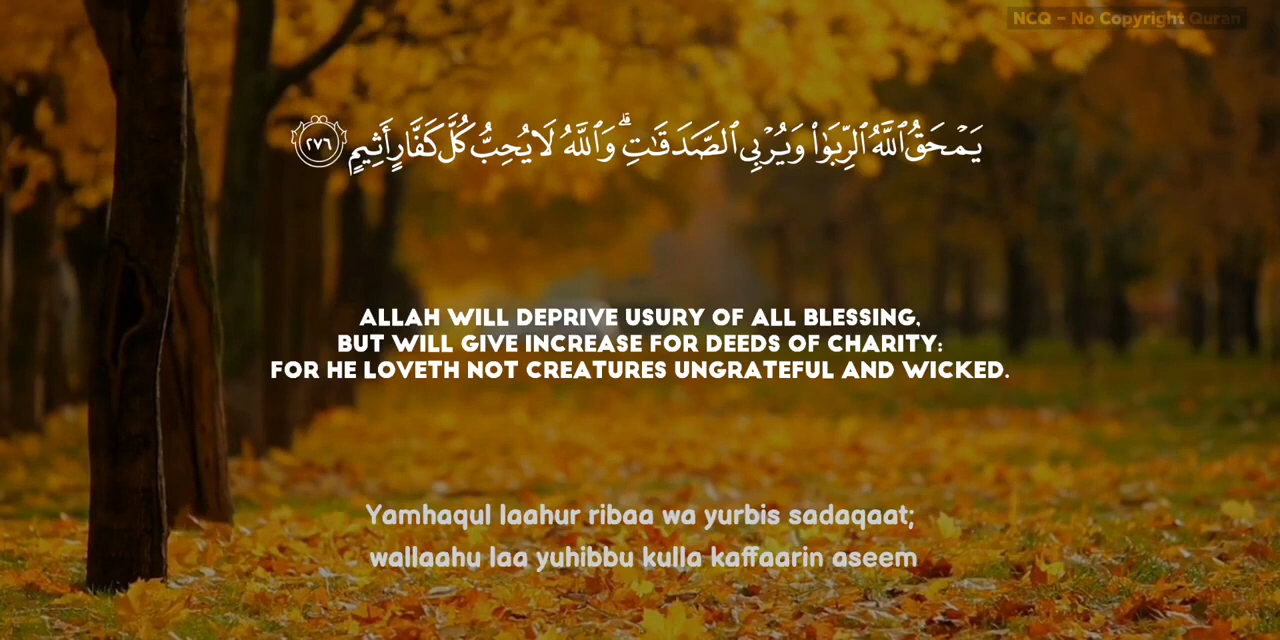 NCQ - No Copyright Quran
يَمْحَقُ ٱللَّهُ ٱلرِّبَوٰا۟ وَيُرْبِى ٱلصَّدَقَـٰتِ ۗ وَٱللَّهُ لَا يُحِبُّ كُلَّ كَفَّارٍ أَثِيمٍ ٢٧٦
ALLAH WILL DEPRIVE USURY OF ALL BLESSING,
BUT WILL GIVE INCREASE FOR DEEDS OF CHARITY:
FOR HE LOVETH NOT CREATURES UNGRATEFUL AND WICKED.
Yamhaqul laahur ribaa wa yurbis sadaqaat;
wallaahu laa yuhibbu kulla kaffaarin aseem